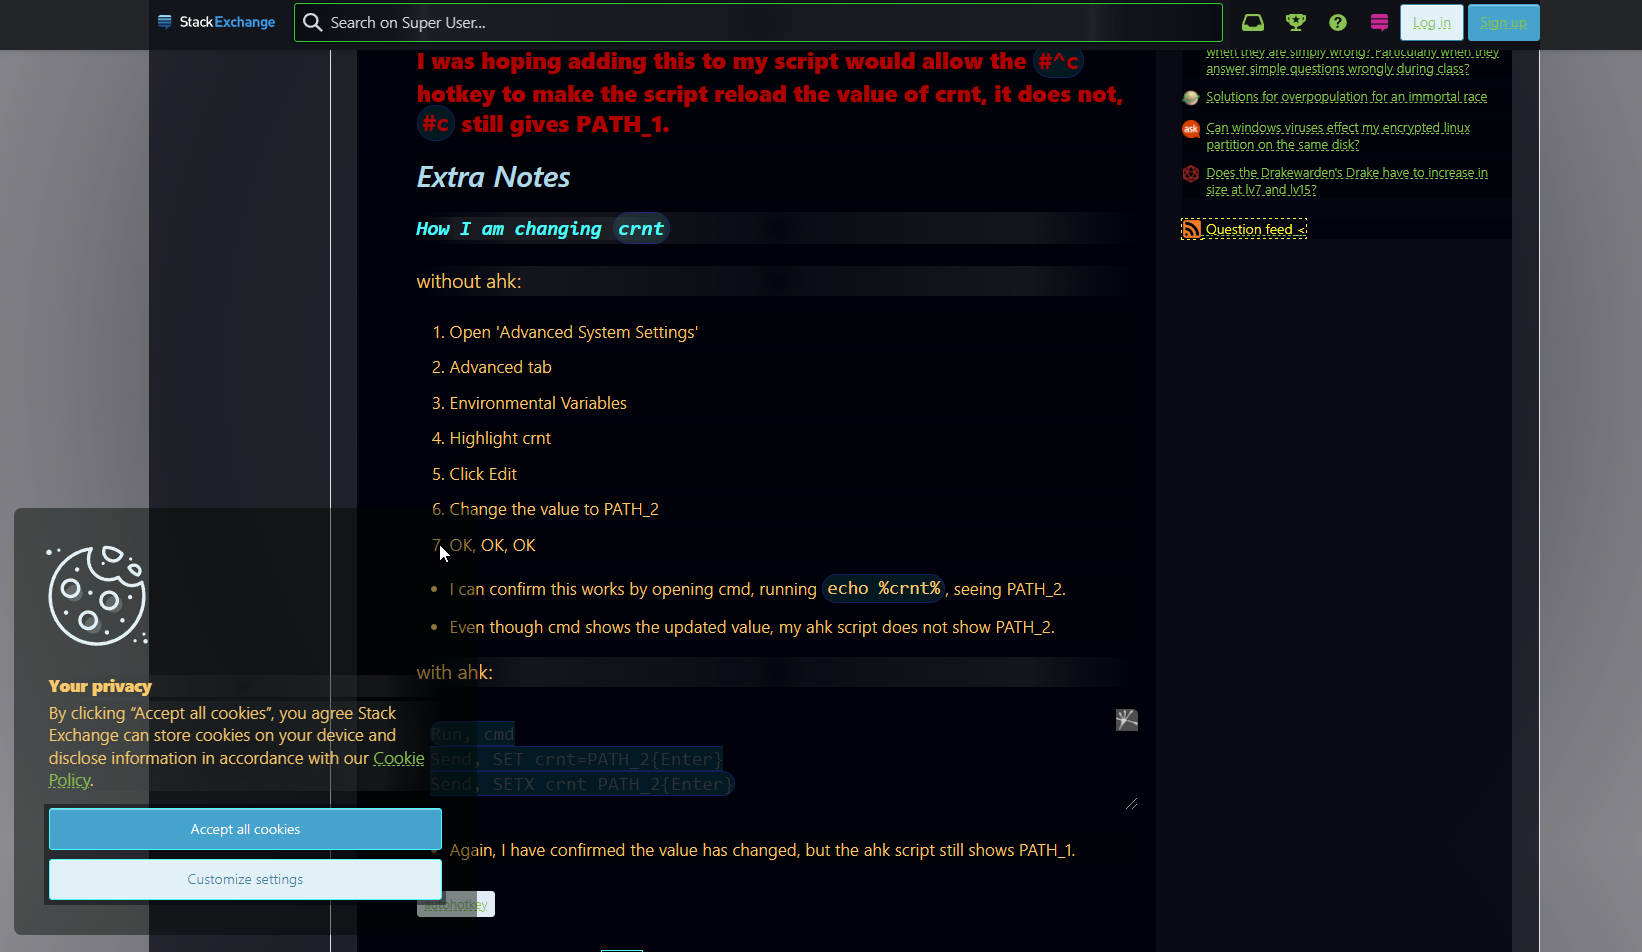 StackExchange
Search on Super User...
Log in
Sign up
I was hoping adding this to my script would allow the #^c
hotkey to make the script reload the value of crnt, it does not,
#c still gives PATH_1.
Extra Notes
How I am changing crnt
without ahk:
1. Open 'Advanced System Settings'
2. Advanced tab
3. Environmental Variables
4. Highlight crnt
5. Click Edit
6. Change the value to PATH_2
7. OK, OK, OK
• I can confirm this works by opening cmd, running echo %crnt%, seeing PATH_2.
• Even though cmd shows the updated value, my ahk script does not show PATH_2.
with ahk:
Run, cmd
Send, SET crnt=PATH_2{Enter}
Send, SETX crnt PATH_2{Enter}
• Again, I have confirmed the value has changed, but the ahk script still shows PATH_1.
autohotkey
when they are simply wrong? Particularly when they
answer simple questions wrongly during class?
Solutions for overpopulation for an immortal race
ask
Can windows viruses effect my encrypted linux
partition on the same disk?
Does the Drakewarden's Drake have to increase in
size at lv7 and lv15?
Question feed <
Your privacy
By clicking “Accept all cookies”, you agree Stack
Exchange can store cookies on your device and
disclose information in accordance with our Cookie
Policy.
Accept all cookies
Customize settings